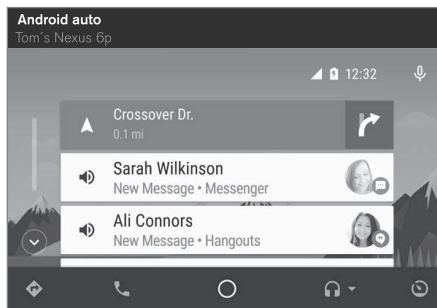 Android auto
Tom´s Nexus 6p
12:32
Crossover Dr.
0.1 mi
Sarah Wilkinson
New Message • Messenger
Ali Connors
New Message • Hangouts